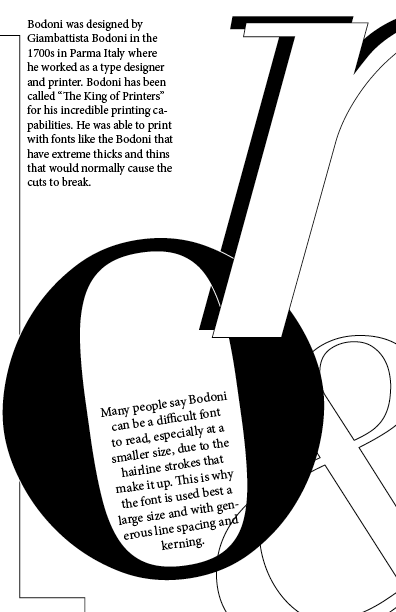 Bodoni was designed by
Giambattista Bodoni in the
1700s in Parma Italy where
he worked as a type designer
and printer. Bodoni has been
called “The King of Printers”
for his incredible printing ca-
pabilities. He was able to print
with fonts like the Bodoni that
have extreme thicks and thins
that would normally cause the
cuts to break.
o
&
Many people say Bodoni
can be a difficult font
to read, especially at a
smaller size, due to the
hairline strokes that
make it up. This is why
the font is used best a
large size and with gen-
erous line spacing and
kerning.